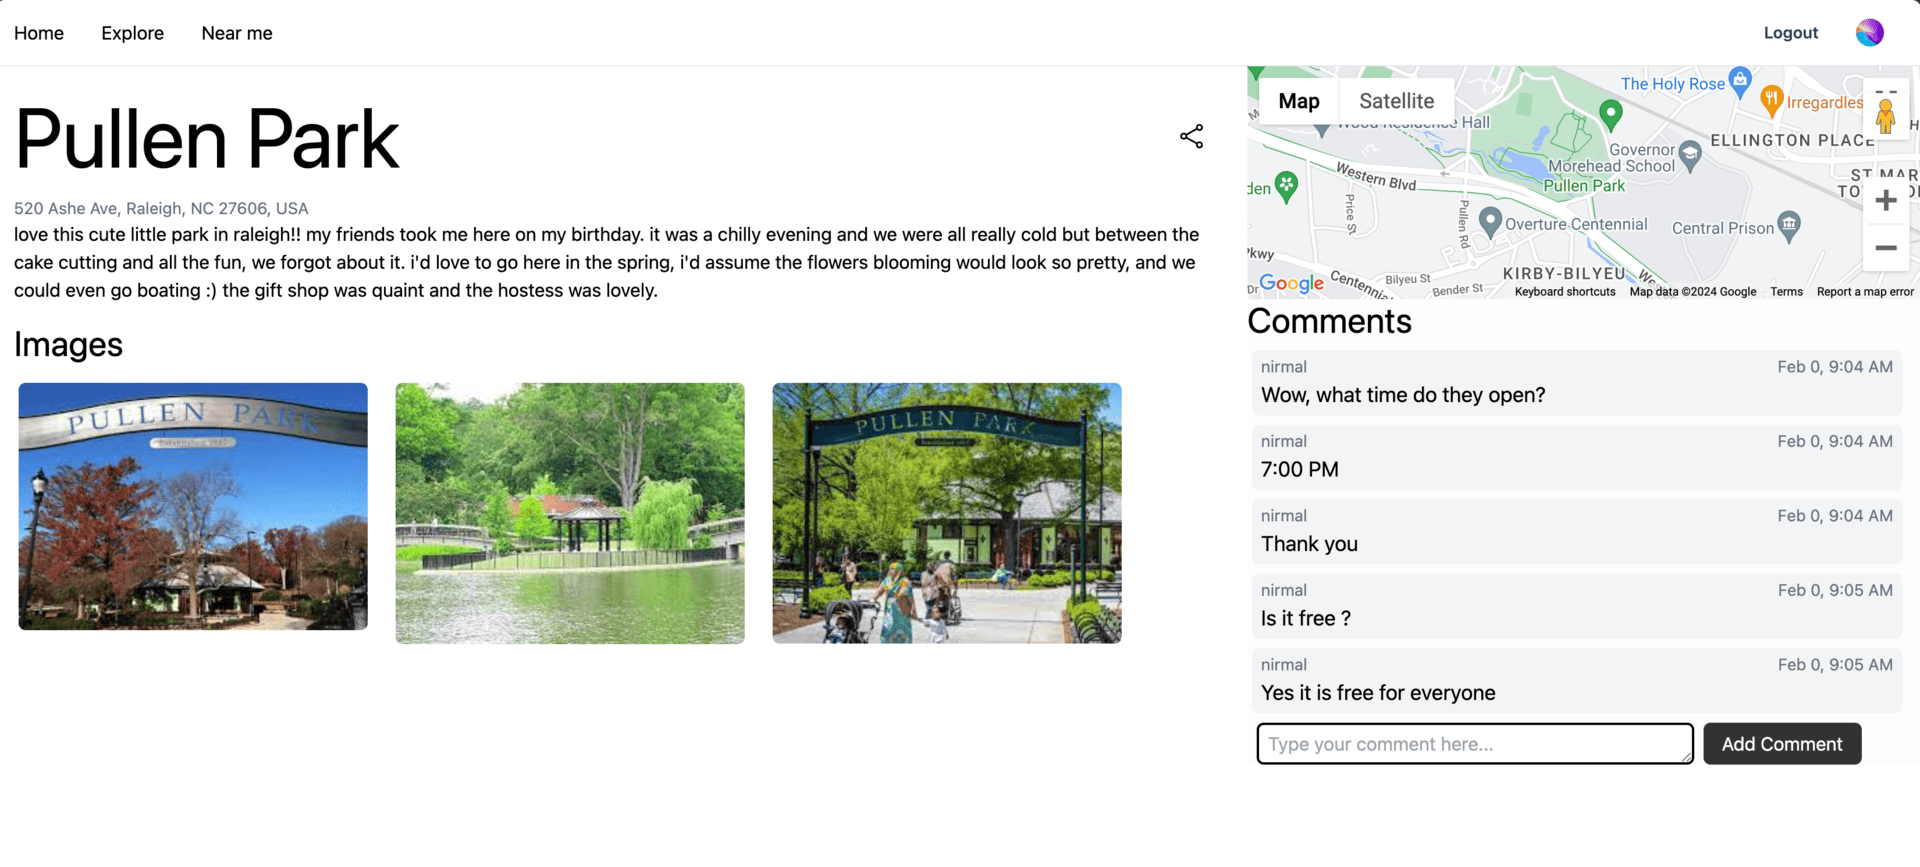 Home Explore Near me Logout
Pullen Park
520 Ashe Ave, Raleigh, NC 27606, USA
love this cute little park in raleigh!! my friends took me here on my birthday. it was a chilly evening and we were all really cold but between the
cake cutting and all the fun, we forgot about it. i'd love to go here in the spring, i'd assume the flowers blooming would look so pretty, and we
could even go boating :) the gift shop was quaint and the hostess was lovely.
Images
PULLEN PARK
PULLEN PARK
Map Satellite
The Holy Rose
Irregardles
Wood Residence Hall
ELLINGTON PLACE
Governor
Morehead School
Pullen Park
Western Blvd
den
ST MAR
Price St
Pullen Rd
Overture Centennial
Central Prison
Pkwy
Centennia
Bilyeu St
KIRBY-BILYEU
We
Dr
Google
Bender St
Keyboard shortcuts Map data ©2024 Google Terms Report a map error
Comments
nirmal Feb 0, 9:04 AM
Wow, what time do they open?
nirmal Feb 0, 9:04 AM
7:00 PM
nirmal Feb 0, 9:04 AM
Thank you
nirmal Feb 0, 9:05 AM
Is it free ?
nirmal Feb 0, 9:05 AM
Yes it is free for everyone
Type your comment here... Add Comment